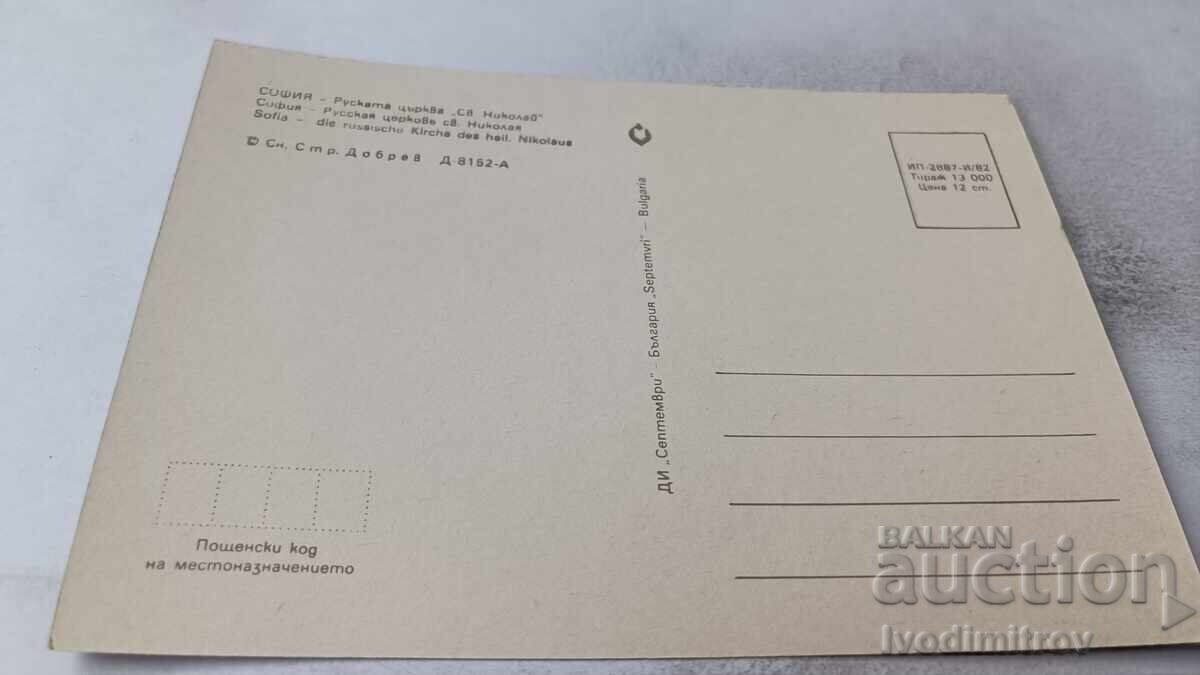 СОФИЯ – Руската църква „Св. Николай"
София – Русская церковь св. Николая
Sofia – die russische Kirche des heil. Nikolaus
© Сн. Стр. Добрев Д-8152-А
ИП-2887-И/82
Тираж 13 000
Цена 12 ст.
ДИ „Септември" – България „Septemvri" – Bulgaria
Пощенски код
на местоназначението
BALKAN
auction
Ivodimitrov